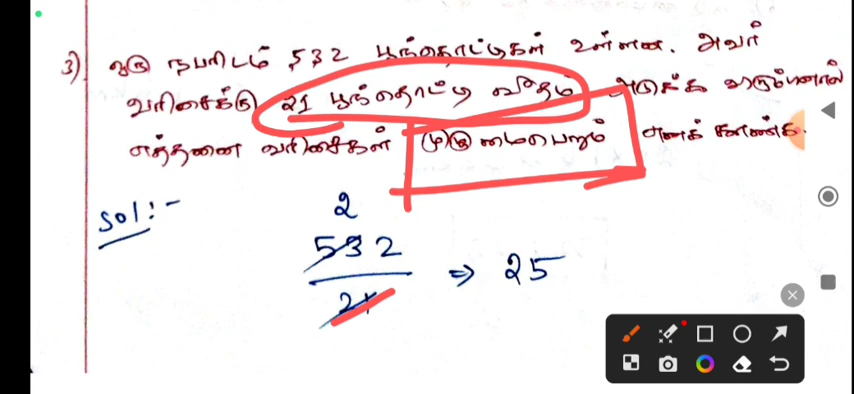 3) ஒரு நபரிடம் 532 பூந்தொட்டிகள் உள்ளன. அவர்
வரிசைக்கு 21 பூந்தொட்டி வீதம் அடுக்க விரும்பினால்
எத்தனை வரிசைகள் முழுமைபெறும் எனக் காண்க.
Sol:-
2
532
21
⇒ 25